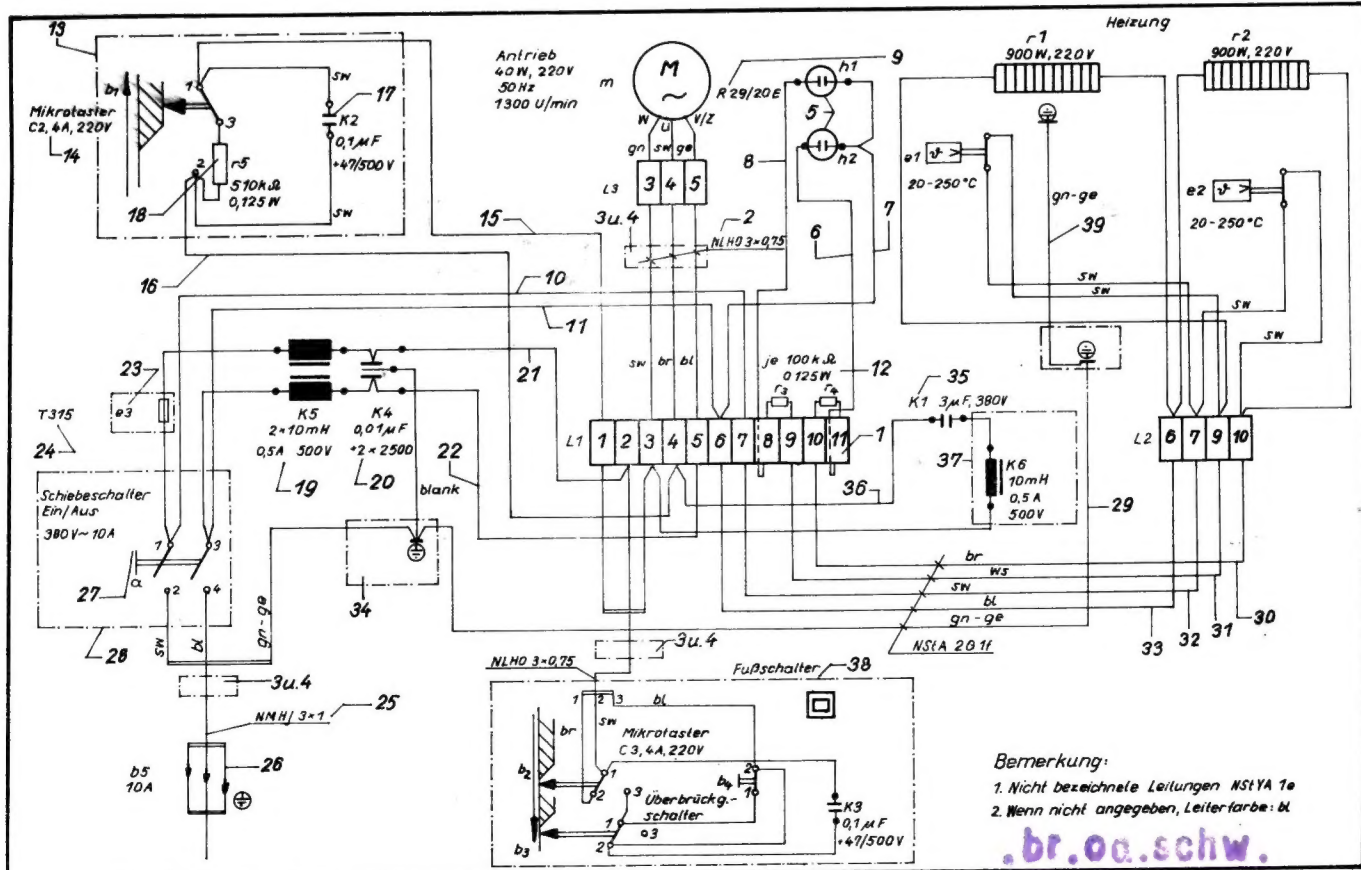 13
b1
Mikrotaster
C2, 4A, 220V
14
1
3
2
r5
510kΩ
0,125W
18
sw
17
K2
0,1µF
+47/500V
sw
16
15
Antrieb
40W, 220V
50Hz
1300 U/min
m
M
~
W
u
V/Z
gn
sw
ge
L3
3
4
5
3u.4
2
NLHO 3×0,75
9
R29/20E
h1
5
h2
8
6
7
Heizung
r1
900W, 220V
r2
900W, 220V
e1
ϑ
20-250°C
gn-ge
39
e2
ϑ
20-250°C
sw
sw
sw
sw
10
11
23
e3
T315
24
K5
2×10mH
0,5A 500V
19
K4
0,01µF
+2×2500
20
21
22
blank
sw
br
bl
je 100kΩ
0,125W
12
r3
r4
L1
1
2
3
4
5
6
7
8
9
10
11
1
35
K1
3µF, 380V
36
37
K6
10mH
0,5A
500V
29
L2
6
7
9
10
Schiebeschalter
Ein/Aus
380V~10A
1
3
a
2
4
27
28
sw
bl
gn-ge
34
br
ws
sw
bl
gn-ge
NStA 2G1f
33
32
31
30
3u.4
NMH/ 3×1
25
b5
10A
26
3u.4
NLHO 3×0,75
Fußschalter
38
1
2
3
bl
br
sw
Mikrotaster
C3, 4A, 220V
b2
1
2
3
Überbrückg.-
schalter
1
3
2
b3
b4
2
1
K3
0,1µF
+47/500V
Bemerkung:
1. Nicht bezeichnete Leitungen NStYA 1e
2. Wenn nicht angegeben, Leiterfarbe: bl
.br.od.schw.